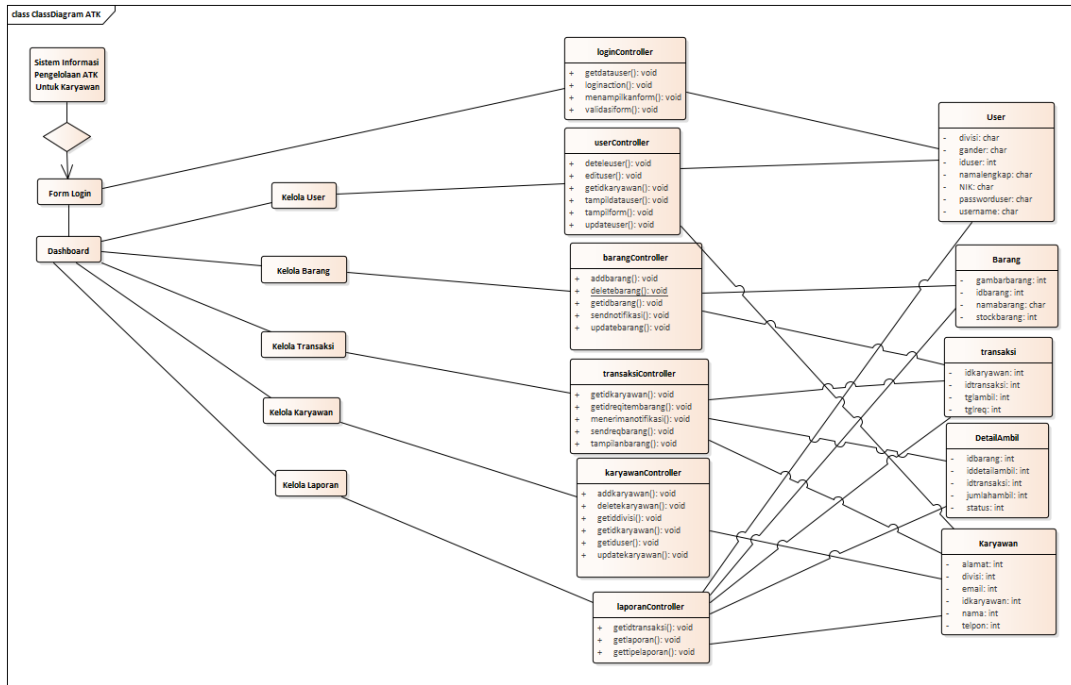 class ClassDiagram ATK
Sistem Informasi
Pengelolaan ATK
Untuk Karyawan
Form Login
Dashboard
Kelola User
Kelola Barang
Kelola Transaksi
Kelola Karyawan
Kelola Laporan
loginController
+ getdatauser(): void
+ loginaction(): void
+ menampilkanform(): void
+ validasiform(): void
userController
+ deteleuser(): void
+ edituser(): void
+ getidkaryawan(): void
+ tampildatauser(): void
+ tampilform(): void
+ updateuser(): void
barangController
+ addbarang(): void
+ deletebarang(): void
+ getidbarang(): void
+ sendnotifikasi(): void
+ updatebarang(): void
transaksiController
+ getidkaryawan(): void
+ getidreqitembarang(): void
+ menerimanotifikasi(): void
+ sendreqbarang(): void
+ tampilanbarang(): void
karyawanController
+ addkaryawan(): void
+ deletekaryawan(): void
+ getiddivisi(): void
+ getidkaryawan(): void
+ getiduser(): void
+ updatekaryawan(): void
laporanController
+ getidtransaksi(): void
+ getlaporan(): void
+ gettipelaporan(): void
User
- divisi: char
- gander: char
- iduser: int
- namalengkap: char
- NIK: char
- passworduser: char
- username: char
Barang
- gambarbarang: int
- idbarang: int
- namabarang: char
- stockbarang: int
transaksi
- idkaryawan: int
- idtransaksi: int
- tglambil: int
- tglreq: int
DetailAmbil
- idbarang: int
- iddetailambil: int
- idtransaksi: int
- jumlahambil: int
- status: int
Karyawan
- alamat: int
- divisi: int
- email: int
- idkaryawan: int
- nama: int
- telpon: int